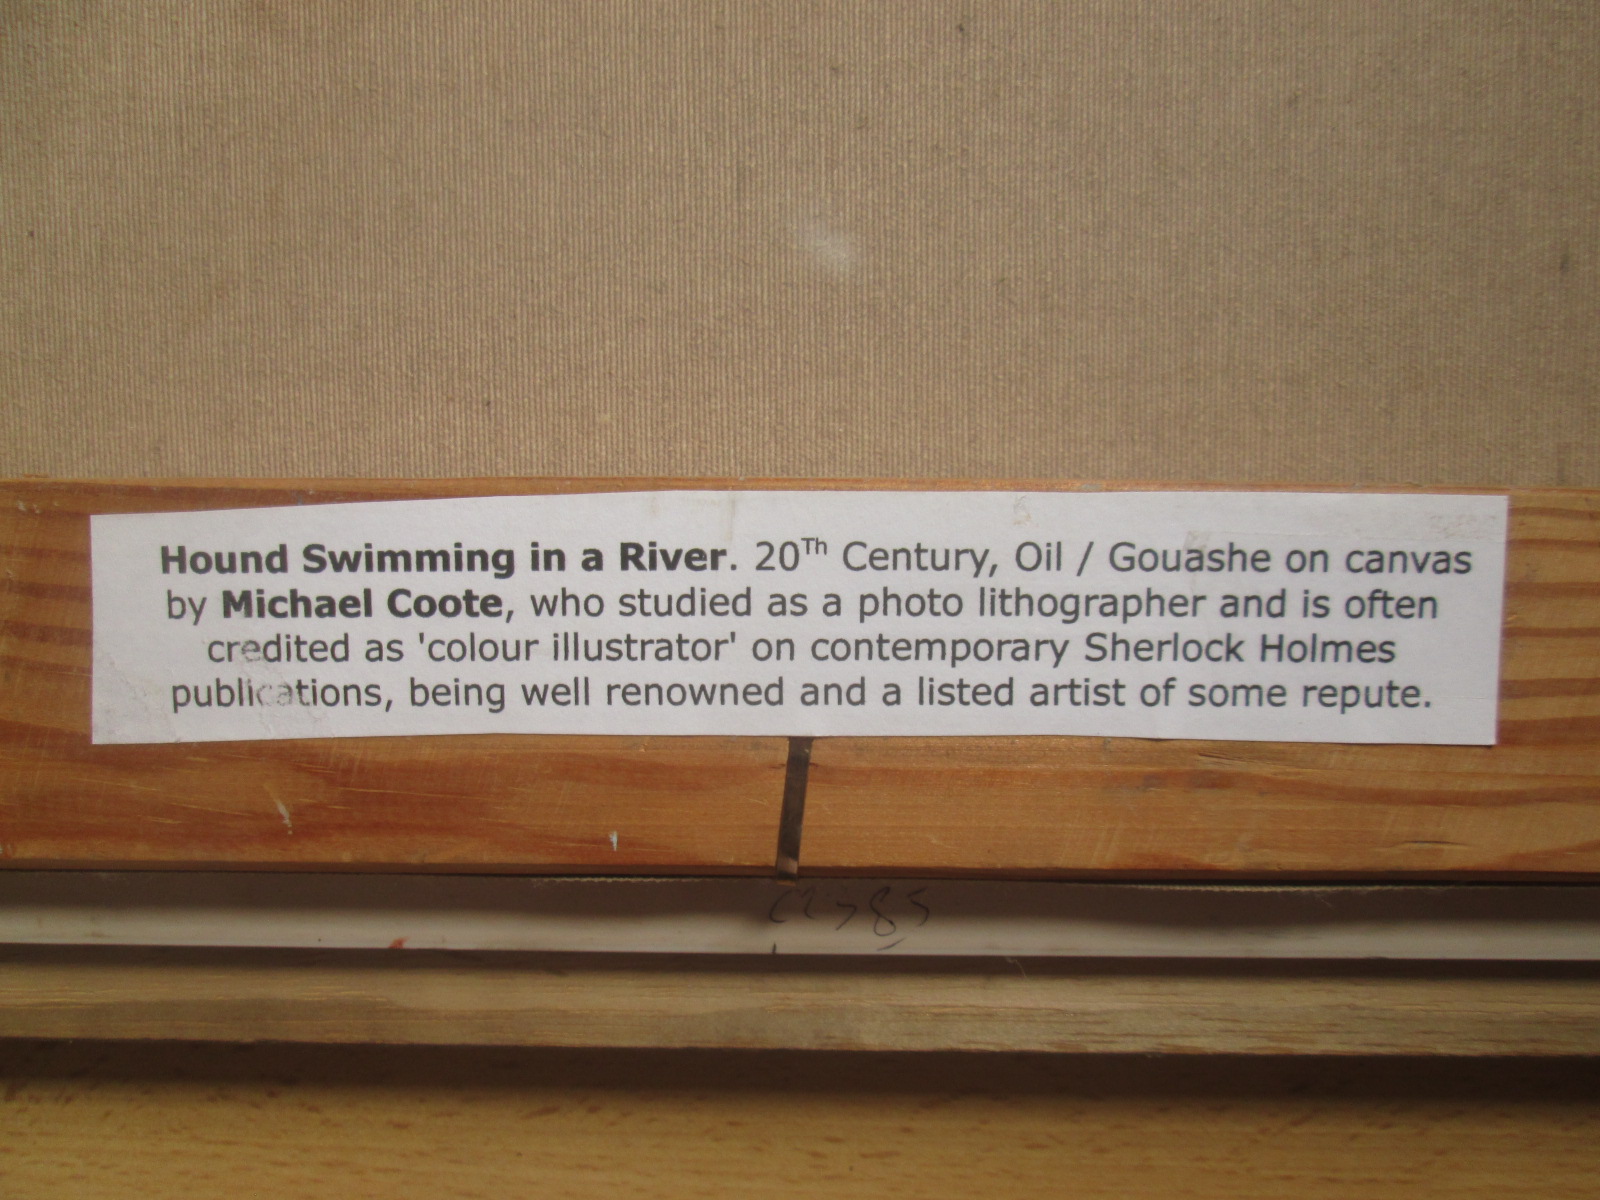 Hound Swimming in a River. 20Th Century, Oil / Gouashe on canvas
by Michael Coote, who studied as a photo lithographer and is often
credited as 'colour illustrator' on contemporary Sherlock Holmes
publications, being well renowned and a listed artist of some repute.